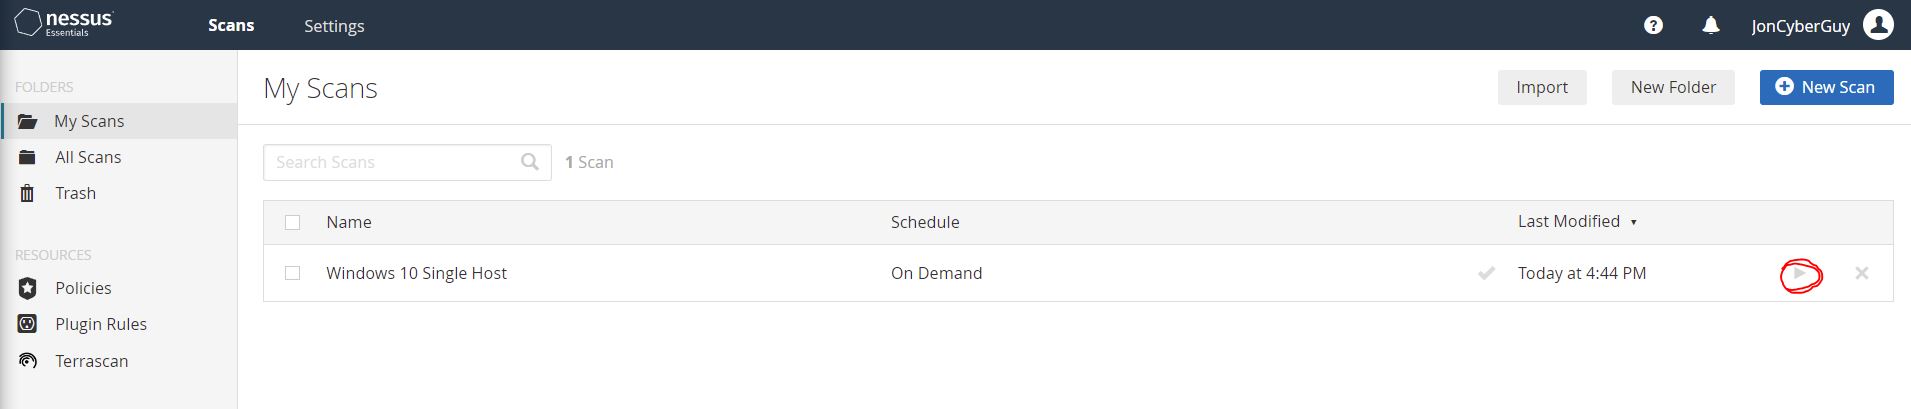 nessus
Essentials
Scans Settings
JonCyberGuy
FOLDERS
My Scans
All Scans
Trash
RESOURCES
Policies
Plugin Rules
Terrascan
My Scans
Import New Folder New Scan
Search Scans 1 Scan
Name Schedule Last Modified
Windows 10 Single Host On Demand Today at 4:44 PM